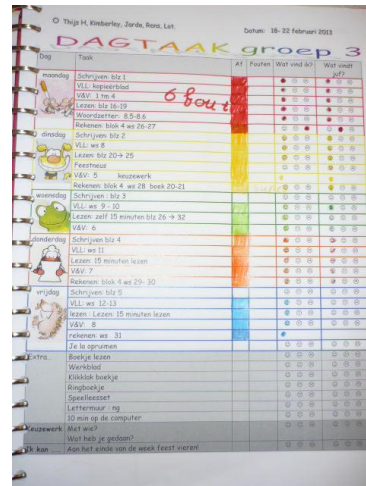 Thijs H, Kimberley, Jorda, Rens, Lot
Datum: 18- 22 februari 2013
DAGTAAK groep 3
Dag Taak Af Fouten Wat vind ik? Wat vindt juf?
maandag Schrijven: blz 1
VLL: kopieerblad
V&V: 1 tm 4
6 fout
Lezen: blz 16-19
Woordzetter: 8.5-8.6
Rekenen: blok 4 ws 26-27
dinsdag Schrijven: blz 2
VLL: ws 8
Lezen: blz 20→ 25
Feestneus
V&V: 5 keuzewerk
Rekenen: blok 4 ws 28 boek 20-21
woensdag Schrijven : blz 3
VLL: ws 9 - 10
Lezen: zelf 15 minuten blz 26 → 32
V&V: 6
donderdag Schrijven blz 4
VLL: ws 11
Lezen: 15 minuten lezen
V&V: 7
Rekenen: blok 4 ws 29- 30
vrijdag Schrijven: blz 5
VLL: ws 12-13
lezen : Lezen: 15 minuten lezen
V&V: 8
rekenen: ws 31
Je la opruimen
Extra.. Boekje lezen
Werkblad
Klikklak boekje
Ringboekje
Speelleesset
Lettermuur : ng
10 min op de computer
Keuzewerk Met wie?
Wat heb je gedaan?
Ik kan .... Aan het einde van de week feest vieren!